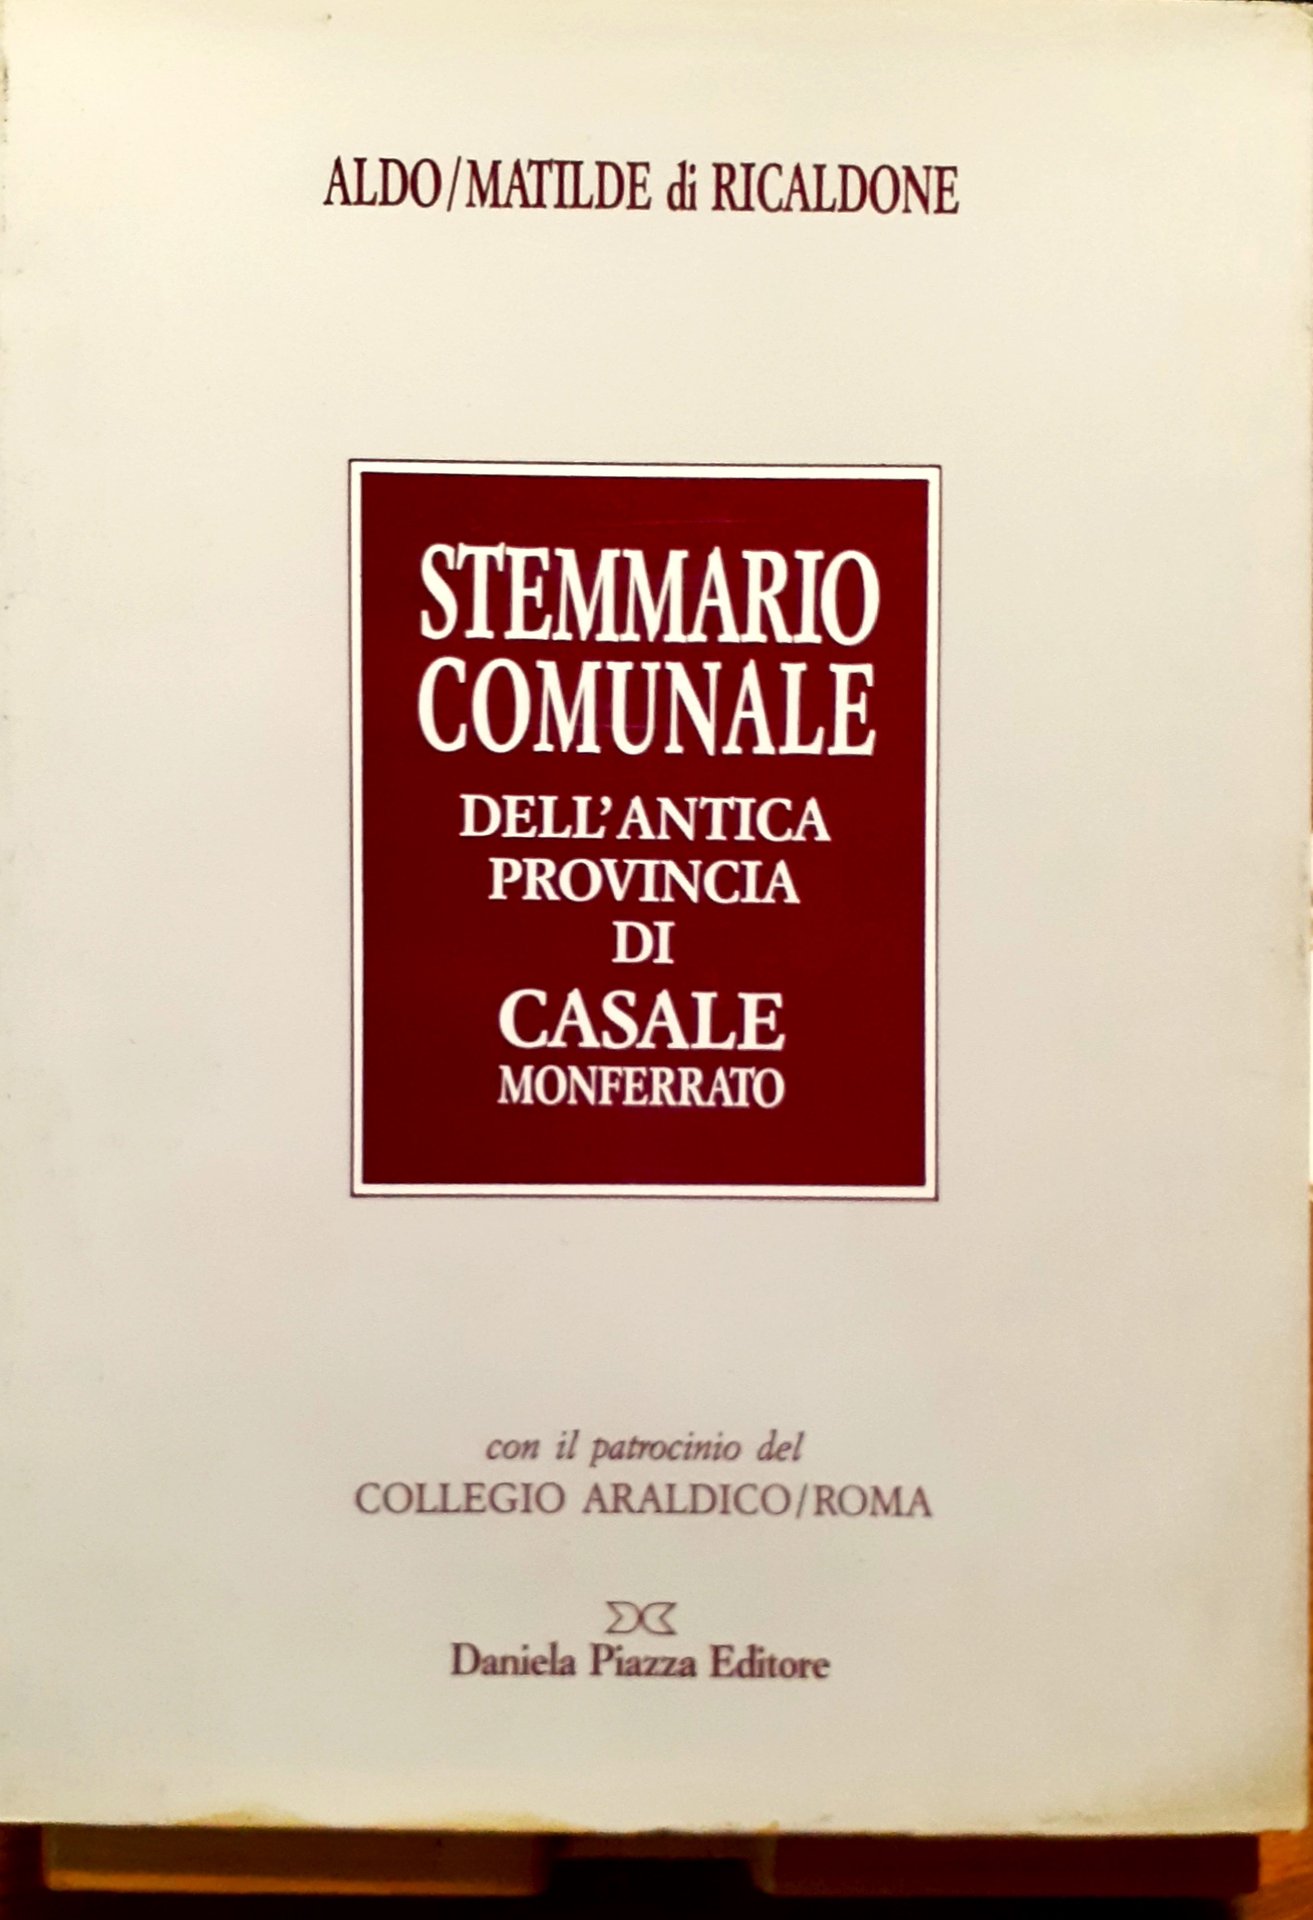 ALDO/MATILDE di RICALDONE
STEMMARIO
COMUNALE
DELL'ANTICA
PROVINCIA
DI
CASALE
MONFERRATO
con il patrocinio del
COLLEGIO ARALDICO/ROMA
Daniela Piazza Editore